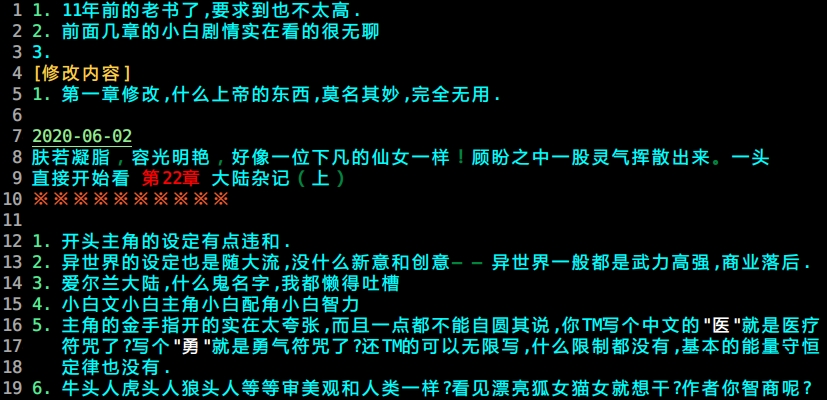 1 1. 11年前的老书了,要求到也不太高.
2 2. 前面几章的小白剧情实在看的很无聊
3 3.
4 [修改内容]
5 1. 第一章修改,什么上帝的东西,莫名其妙,完全无用.
6
7 2020-06-02
8 肤若凝脂，容光明艳，好像一位下凡的仙女一样！顾盼之中一股灵气挥散出来。一头
9 直接开始看 第22章 大陆杂记（上）
10 ※※※※※※※※※※
11
12 1. 开头主角的设定有点违和.
13 2. 异世界的设定也是随大流,没什么新意和创意—— 异世界一般都是武力高强,商业落后.
14 3. 爱尔兰大陆,什么鬼名字,我都懒得吐槽
15 4. 小白文小白主角小白配角小白智力
16 5. 主角的金手指开的实在太夸张,而且一点都不能自圆其说,你TM写个中文的"医"就是医疗
17 符咒了?写个"勇"就是勇气符咒了?还TM的可以无限写,什么限制都没有,基本的能量守恒
18 定律也没有.
19 6. 牛头人虎头人狼头人等等审美观和人类一样?看见漂亮狐女猫女就想干?作者你智商呢?